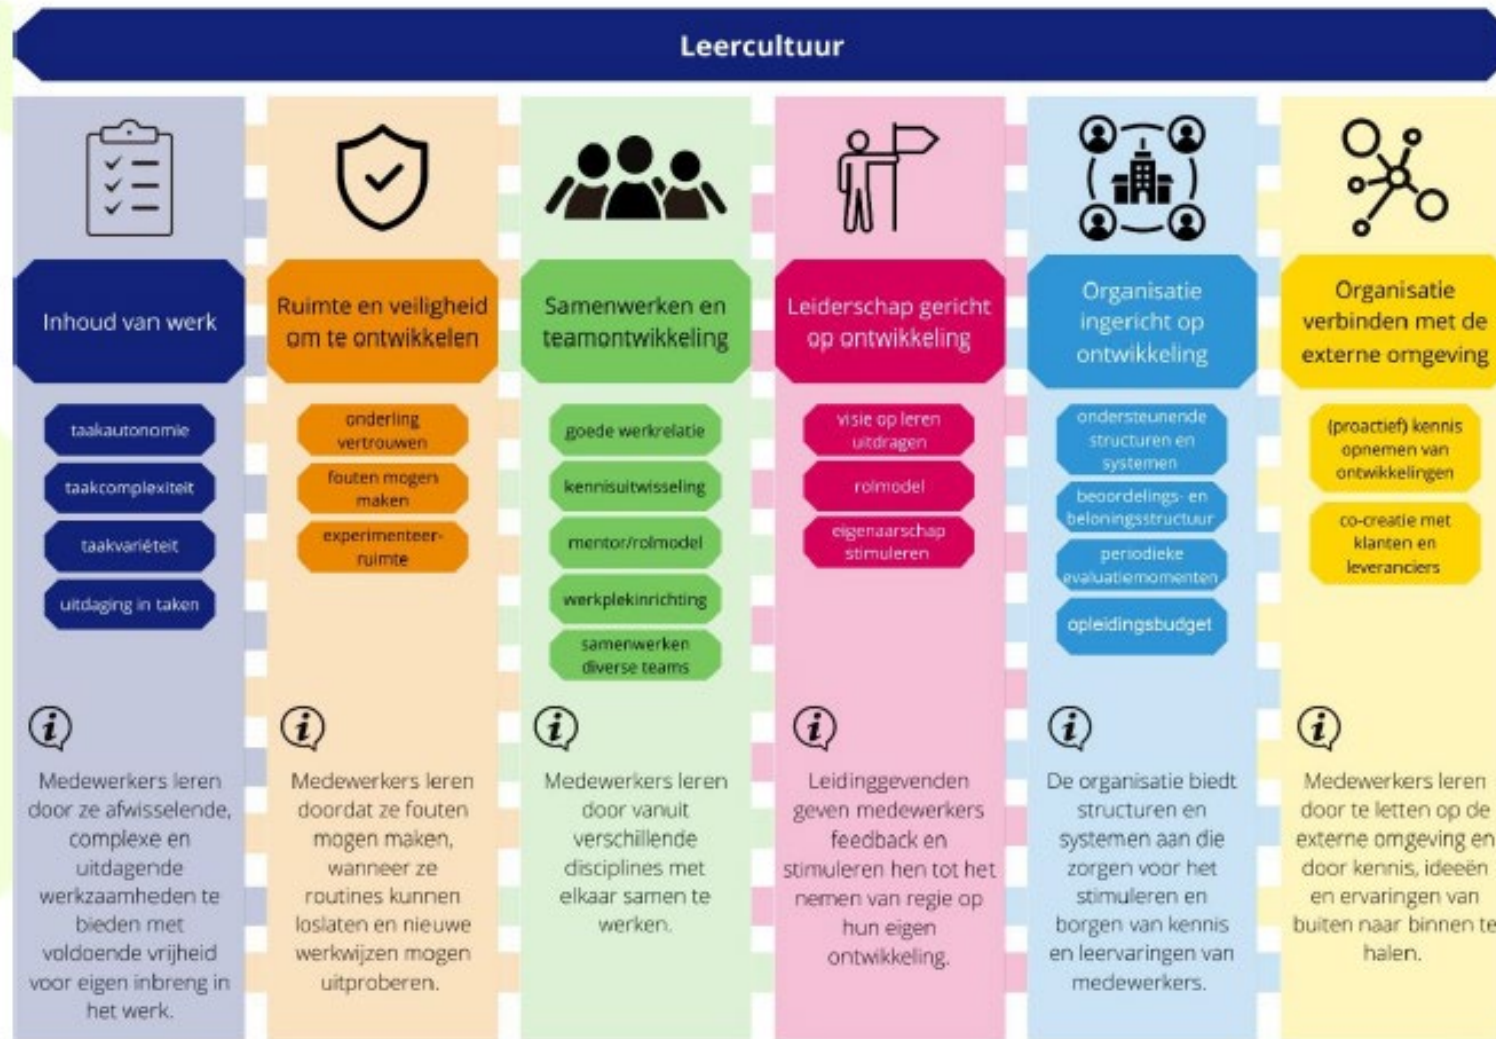 Leercultuur
Inhoud van werk
taakautonomie
taakcomplexiteit
taakvariëteit
uitdaging in taken
Medewerkers leren
door ze afwisselende,
complexe en
uitdagende
werkzaamheden te
bieden met
voldoende vrijheid
voor eigen inbreng in
het werk.
Ruimte en veiligheid
om te ontwikkelen
onderling
vertrouwen
fouten mogen
maken
experimenteer-
ruimte
Medewerkers leren
doordat ze fouten
mogen maken,
wanneer ze
routines kunnen
loslaten en nieuwe
werkwijzen mogen
uitproberen.
Samenwerken en
teamontwikkeling
goede werkrelatie
kennisuitwisseling
mentor/rolmodel
werkplekinrichting
samenwerken
diverse teams
Medewerkers leren
door vanuit
verschillende
disciplines met
elkaar samen te
werken.
Leiderschap gericht
op ontwikkeling
visie op leren
uitdragen
rolmodel
eigenaarschap
stimuleren
Leidinggevenden
geven medewerkers
feedback en
stimuleren hen tot het
nemen van regie op
hun eigen
ontwikkeling.
Organisatie
ingericht op
ontwikkeling
ondersteunende
structuren en
systemen
beoordelings- en
beloningsstructuur
periodieke
evaluatiemomenten
opleidingsbudget
De organisatie biedt
structuren en
systemen aan die
zorgen voor het
stimuleren en
borgen van kennis
en leervaringen van
medewerkers.
Organisatie
verbinden met de
externe omgeving
(proactief) kennis
opnemen van
ontwikkelingen
co-creatie met
klanten en
leveranciers
Medewerkers leren
door te letten op de
externe omgeving en
door kennis, ideeën
en ervaringen van
buiten naar binnen te
halen.